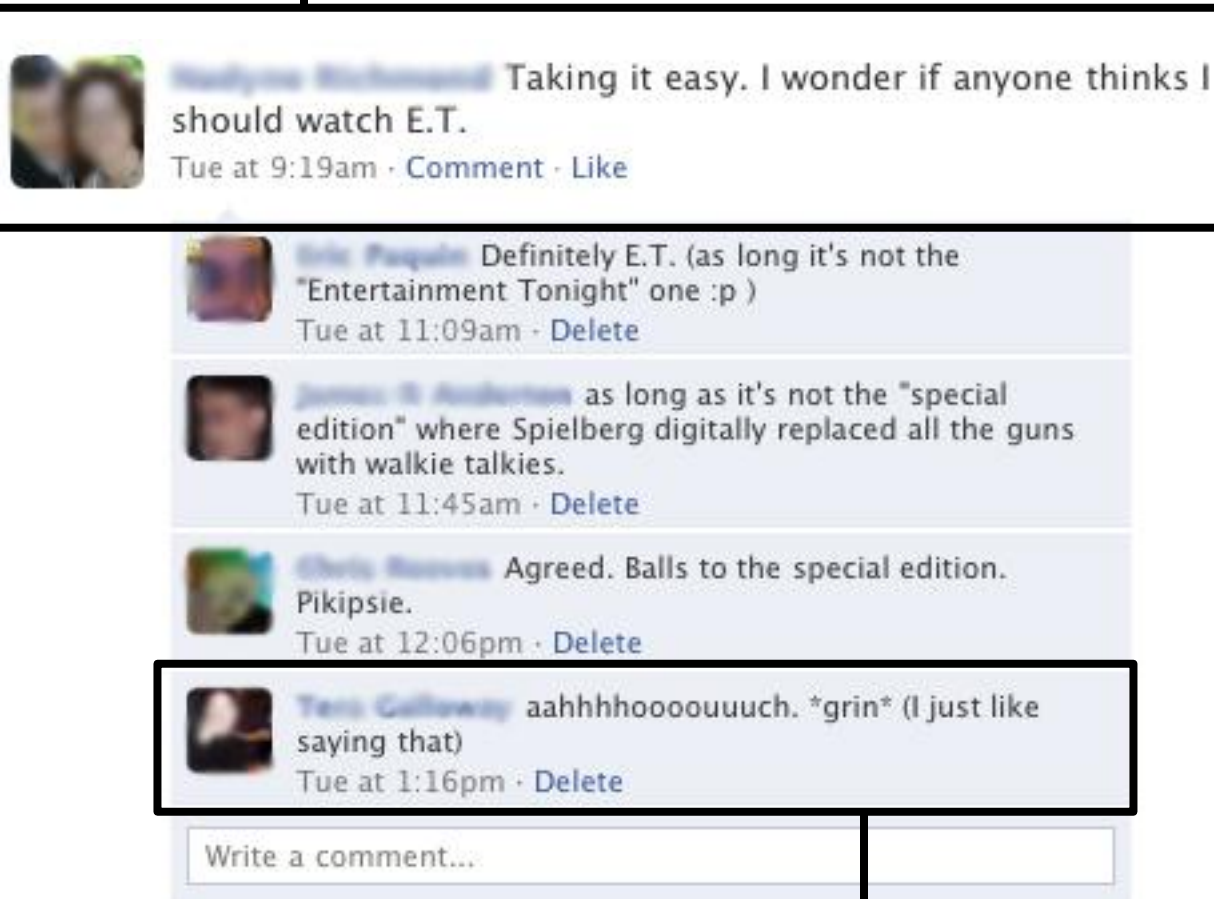 Taking it easy. I wonder if anyone thinks I
should watch E.T.
Tue at 9:19am · Comment · Like
Definitely E.T. (as long it's not the
"Entertainment Tonight" one :p )
Tue at 11:09am · Delete
as long as it's not the "special
edition" where Spielberg digitally replaced all the guns
with walkie talkies.
Tue at 11:45am · Delete
Agreed. Balls to the special edition.
Pikipsie.
Tue at 12:06pm · Delete
aahhhhoooouuuch. *grin* (I just like
saying that)
Tue at 1:16pm · Delete
Write a comment...